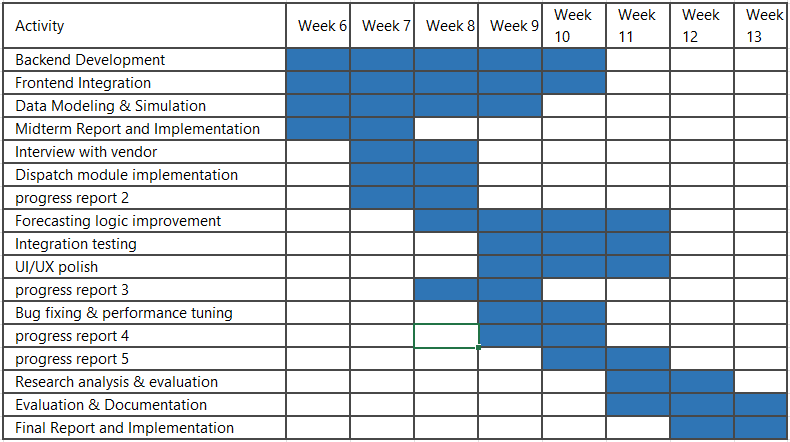 Activity Week 6 Week 7 Week 8 Week 9 Week 10 Week 11 Week 12 Week 13
Backend Development
Frontend Integration
Data Modeling & Simulation
Midterm Report and Implementation
Interview with vendor
Dispatch module implementation
progress report 2
Forecasting logic improvement
Integration testing
UI/UX polish
progress report 3
Bug fixing & performance tuning
progress report 4
progress report 5
Research analysis & evaluation
Evaluation & Documentation
Final Report and Implementation